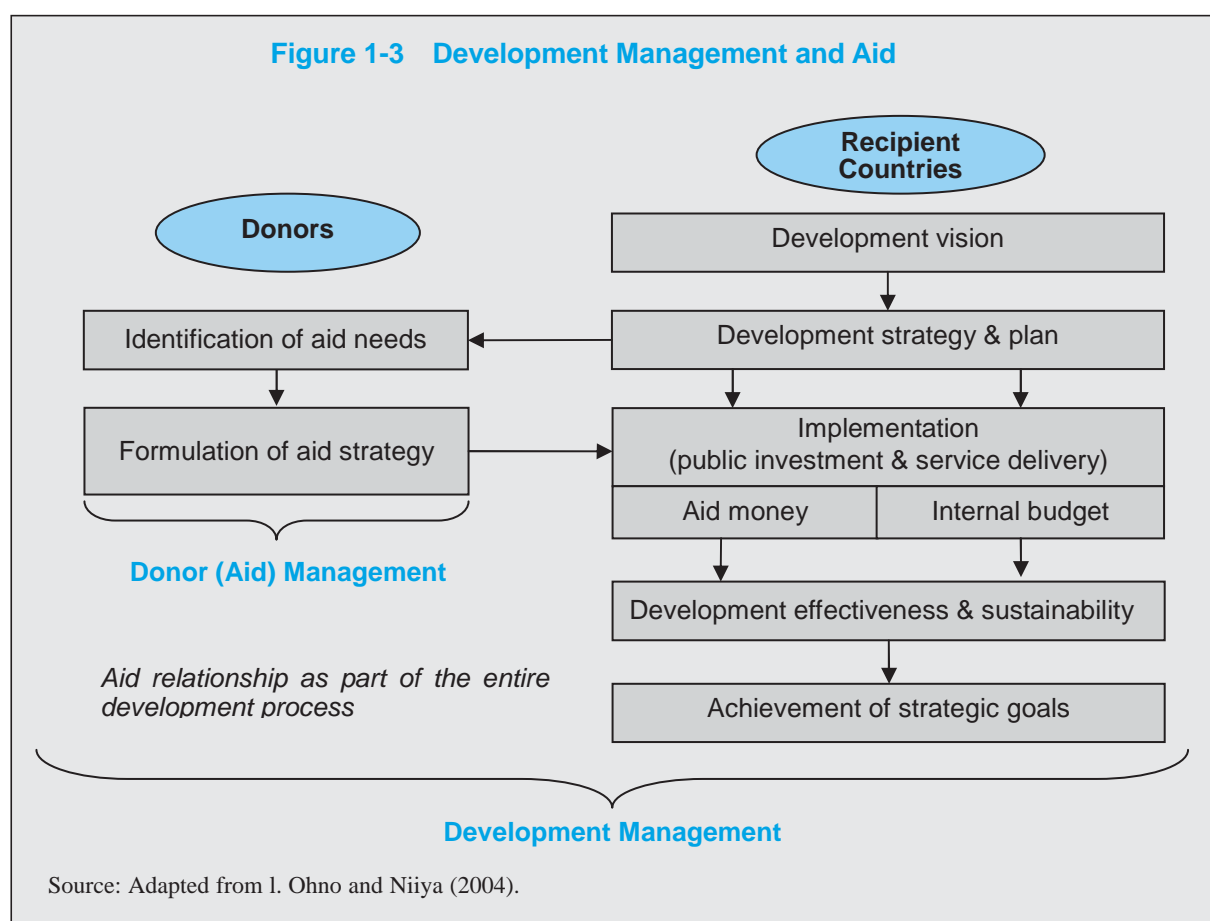 Figure 1-3 Development Management and Aid
Recipient
Countries
Donors
Development vision
Identification of aid needs
Development strategy & plan
Formulation of aid strategy
Implementation
(public investment & service delivery)
Aid money
Internal budget
Donor (Aid) Management
Development effectiveness & sustainability
Aid relationship as part of the entire
development process
Achievement of strategic goals
Development Management
Source: Adapted from l. Ohno and Niiya (2004).